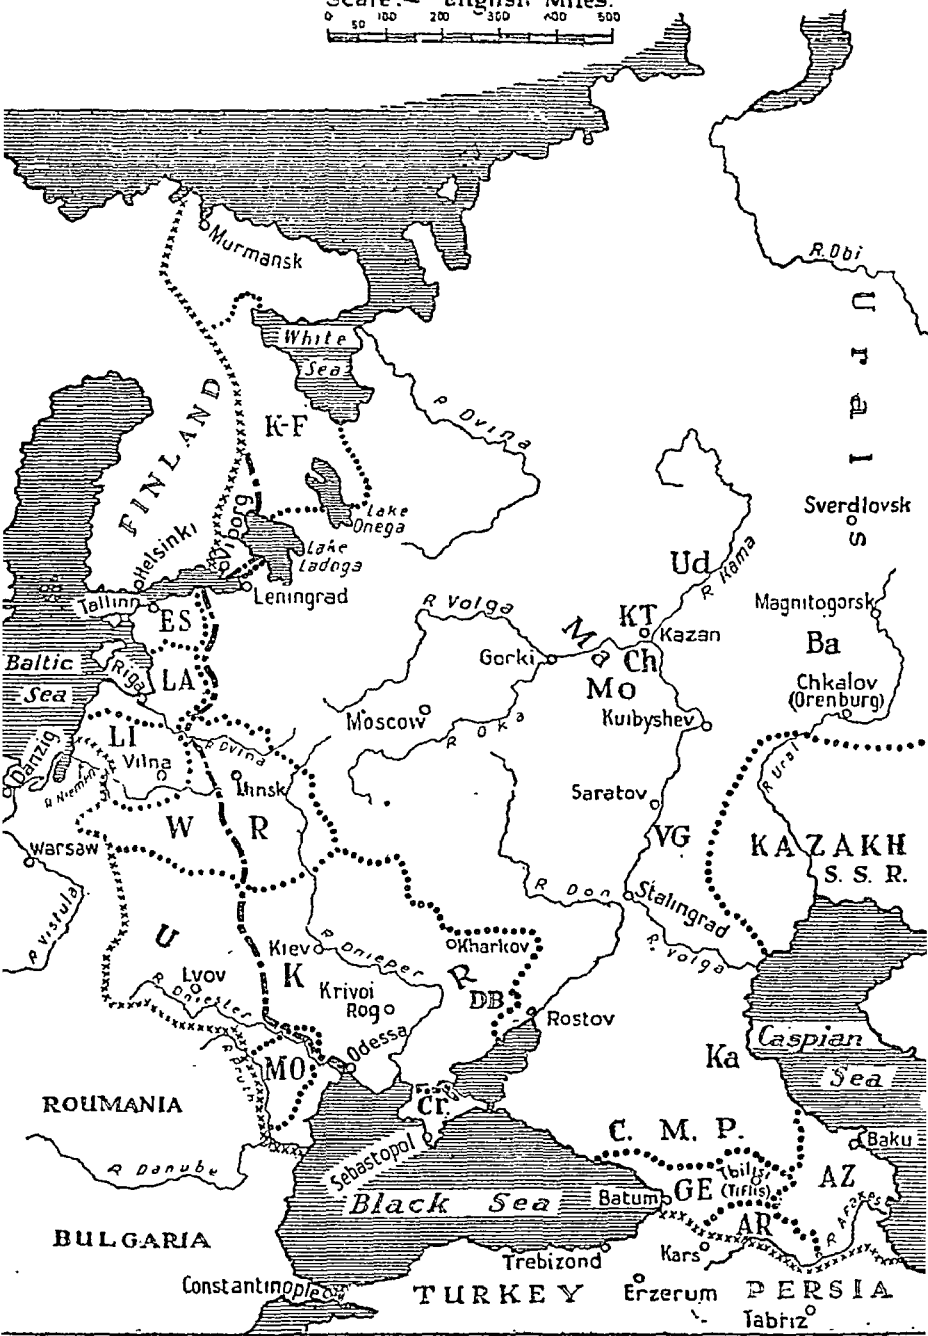 Scale:- English Miles.
0 50 100 200 300 400 500
Murmansk
R. Obi
Urals
White
Sea
R Dvina
K-F
FINLAND
Sverdlovsk
Lake
Onega
Viborg
Helsinki
Lake
Ladoga
Leningrad
Tallinn
ES
Ud
R Kama
R Volga
KT
Kazan
Magnitogorsk
Ma
Ba
Baltic
Sea
Riga
LA
Gorki
Ch
Mo
Chkalov
(Orenburg)
Moscow
R Oka
Kuibyshev
LI
Vilna
R Dvina
Danzig
R Niemen
Minsk
R Ural
Saratov
W R
VG
KAZAKH
S. S. R.
Warsaw
R Vistula
R Don
Stalingrad
R. Volga
U K R
Kiev
R Dnieper
Kharkov
Lvov
R. Dniester
Krivoi
Rog
DB
Rostov
Odessa
Ka
Caspian
Sea
MO
R Pruth
ROUMANIA
Cr.
C. M. P.
Baku
Sebastopol
R Danube
Tbilisi
(Tiflis)
GE
AZ
Batum
Black Sea
AR
BULGARIA
Kars
Trebizond
Constantinople
TURKEY
Erzerum
PERSIA
Tabriz